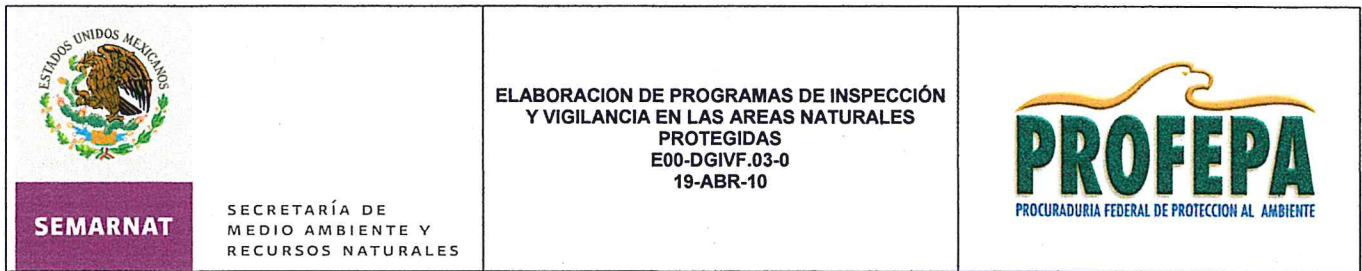 ESTADOS UNIDOS MEXICANOS
SEMARNAT
SECRETARÍA DE
MEDIO AMBIENTE Y
RECURSOS NATURALES
ELABORACION DE PROGRAMAS DE INSPECCIÓN
Y VIGILANCIA EN LAS AREAS NATURALES
PROTEGIDAS
E00-DGIVF.03-0
19-ABR-10
PROFEPA
PROCURADURIA FEDERAL DE PROTECCION AL AMBIENTE